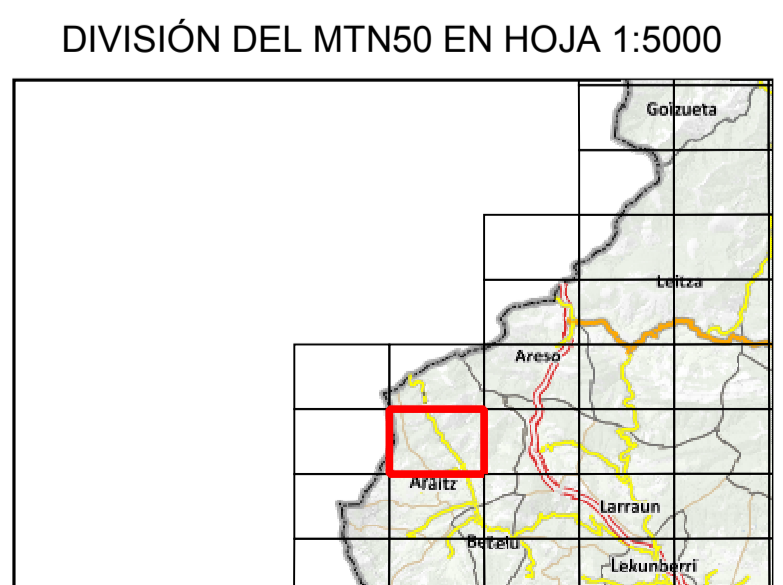 DIVISIÓN DEL MTN50 EN HOJA 1:5000
Goizueta
Leitza
Areso
Araitz
Larraun
Betelu
Lekunberri